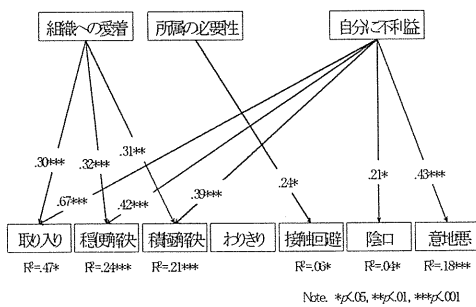 組織への愛着 所属の必要性 自分に不利益
.30*** .32*** .31***
.67*** .42*** .39*** .24* .21* .43***
取り入り 穏便解決 積極解決 わりきり 接触回避 陰口 意地悪
R²=.47* R²=.24*** R²=.21*** R²=.06* R²=.04* R²=.18***
Note. *p<.05, **p<.01, ***p<.001